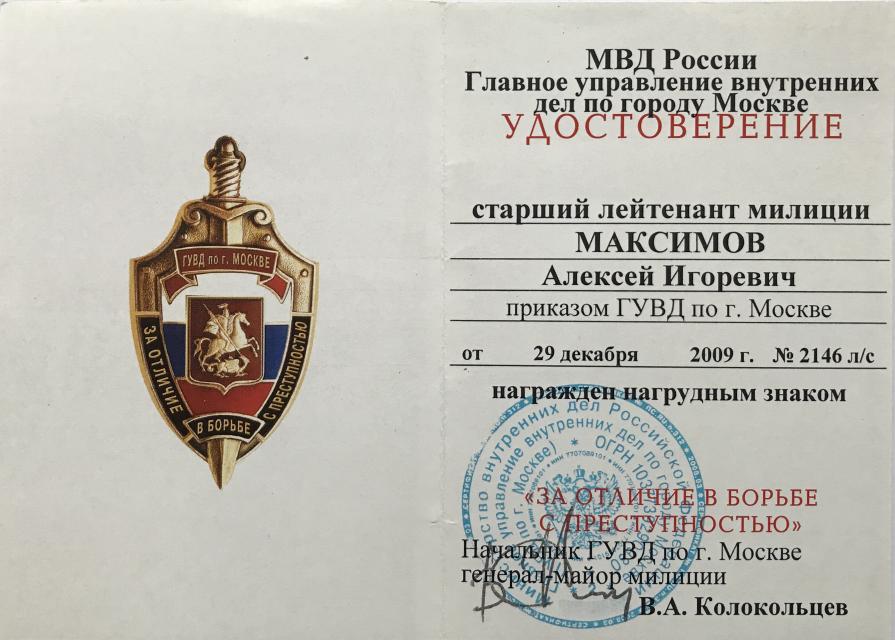 ГУВД по г. МОСКВЕ
ЗА ОТЛИЧИЕ
В БОРЬБЕ
С ПРЕСТУПНОСТЬЮ
МВД России
Главное управление внутренних
дел по городу Москве
УДОСТОВЕРЕНИЕ
старший лейтенант милиции
МАКСИМОВ
Алексей Игоревич
приказом ГУВД по г. Москве
от 29 декабря 2009 г. № 2146 л/с
награжден нагрудным знаком
«ЗА ОТЛИЧИЕ В БОРЬБЕ
С ПРЕСТУПНОСТЬЮ»
Начальник ГУВД по г. Москве
генерал-майор милиции
В.А. Колокольцев